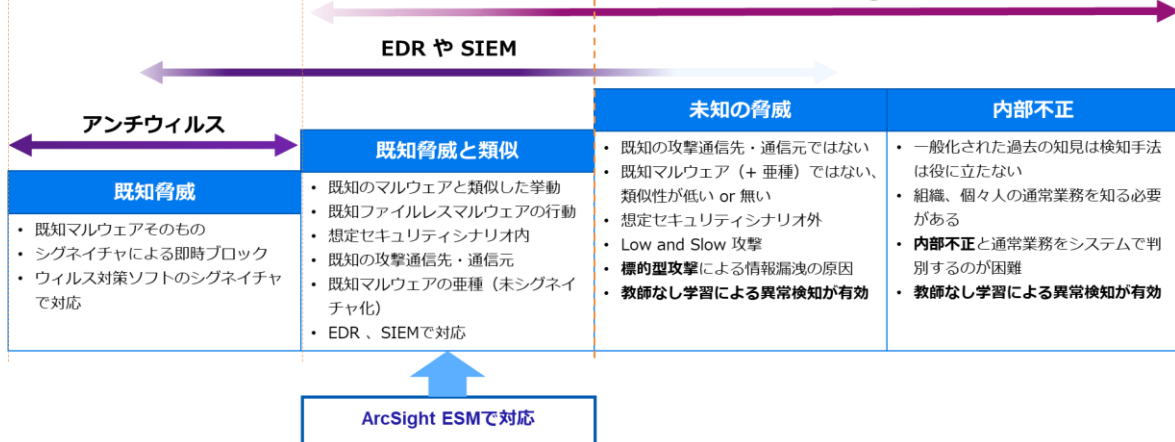 EDR や SIEM
アンチウィルス
既知脅威
• 既知マルウェアそのもの
• シグネイチャによる即時ブロック
• ウィルス対策ソフトのシグネイチャ
で対応
既知脅威と類似
• 既知のマルウェアと類似した挙動
• 既知ファイルレスマルウェアの行動
• 想定セキュリティシナリオ内
• 既知の攻撃通信先・通信元
• 既知マルウェアの亜種（未シグネイ
チャ化）
• EDR 、SIEMで対応
未知の脅威
• 既知の攻撃通信先・通信元ではない
• 既知マルウェア（+ 亜種）ではない、
類似性が低い or 無い
• 想定セキュリティシナリオ外
• Low and Slow 攻撃
• 標的型攻撃による情報漏洩の原因
• 教師なし学習による異常検知が有効
内部不正
• 一般化された過去の知見は検知手法
は役に立たない
• 組織、個々人の通常業務を知る必要
がある
• 内部不正と通常業務をシステムで判
別するのが困難
• 教師なし学習による異常検知が有効
ArcSight ESMで対応